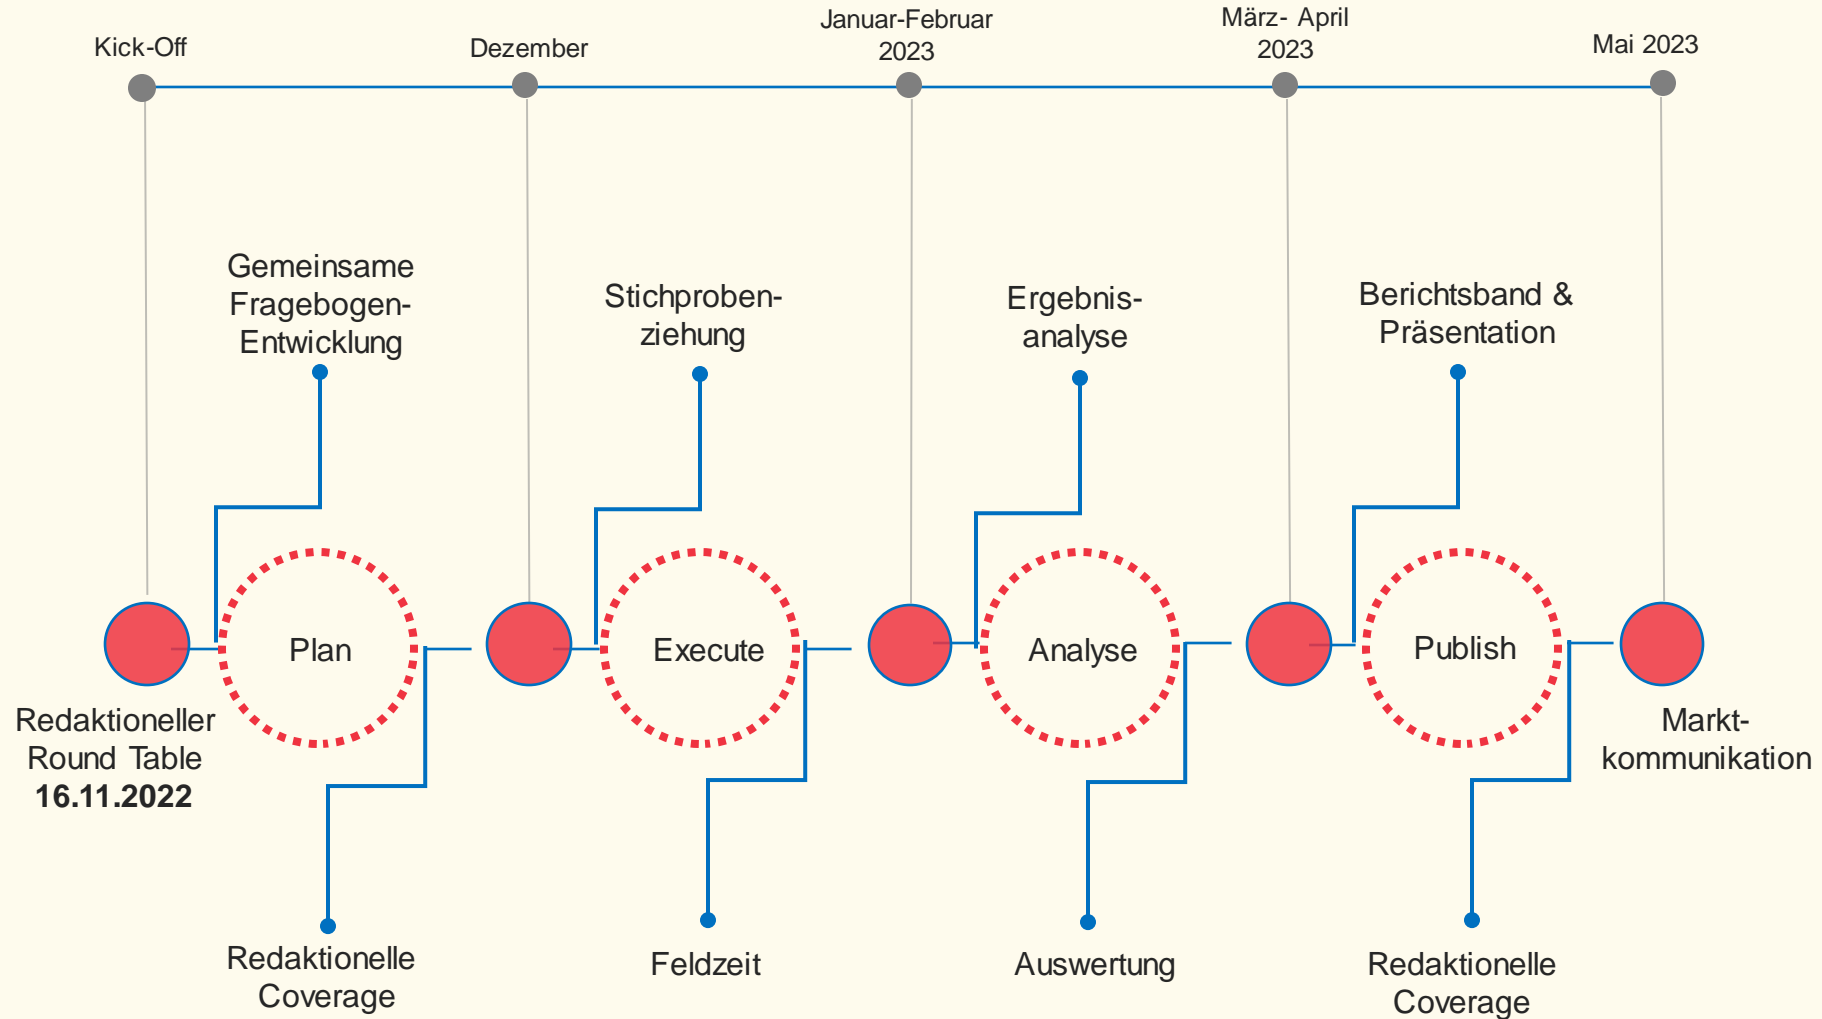 Kick-Off
Dezember
Januar-Februar
2023
März- April
2023
Mai 2023
Gemeinsame
Fragebogen-
Entwicklung
Stichproben-
ziehung
Ergebnis-
analyse
Berichtsband &
Präsentation
Plan
Execute
Analyse
Publish
Redaktioneller
Round Table
16.11.2022
Markt-
kommunikation
Redaktionelle
Coverage
Feldzeit
Auswertung
Redaktionelle
Coverage